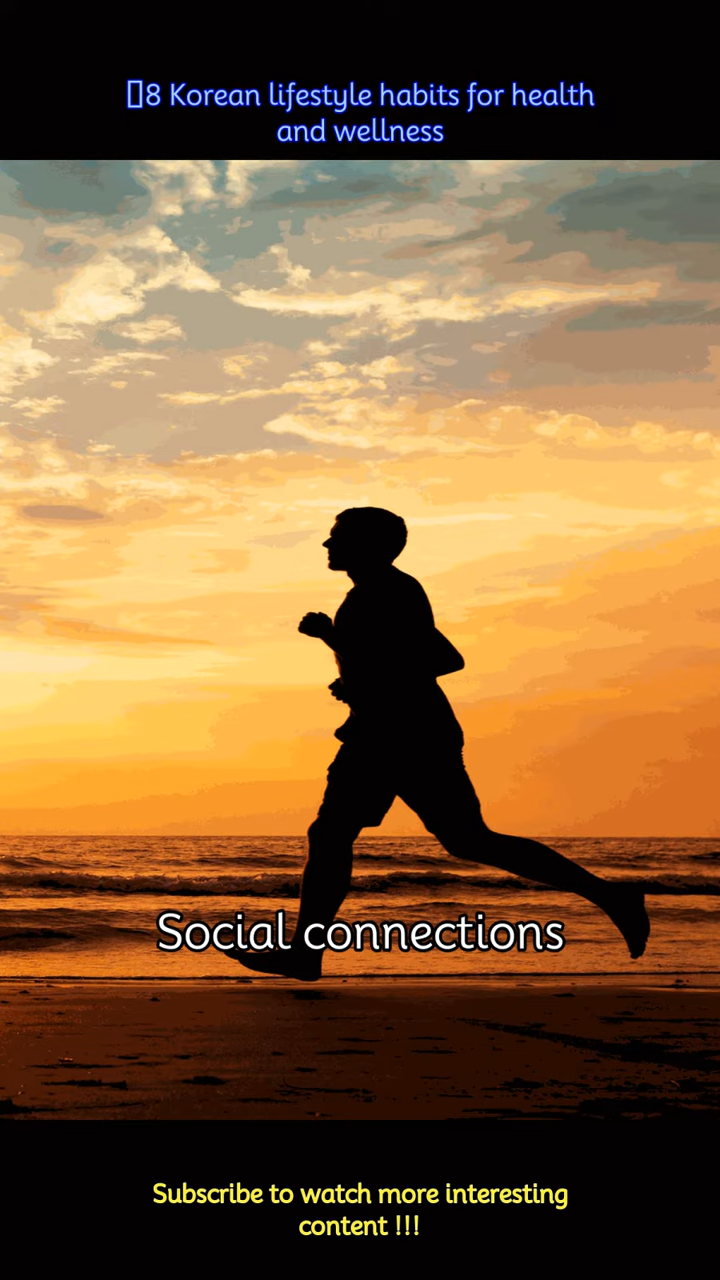 8 Korean lifestyle habits for health
and wellness
Social connections
Subscribe to watch more interesting
content !!!